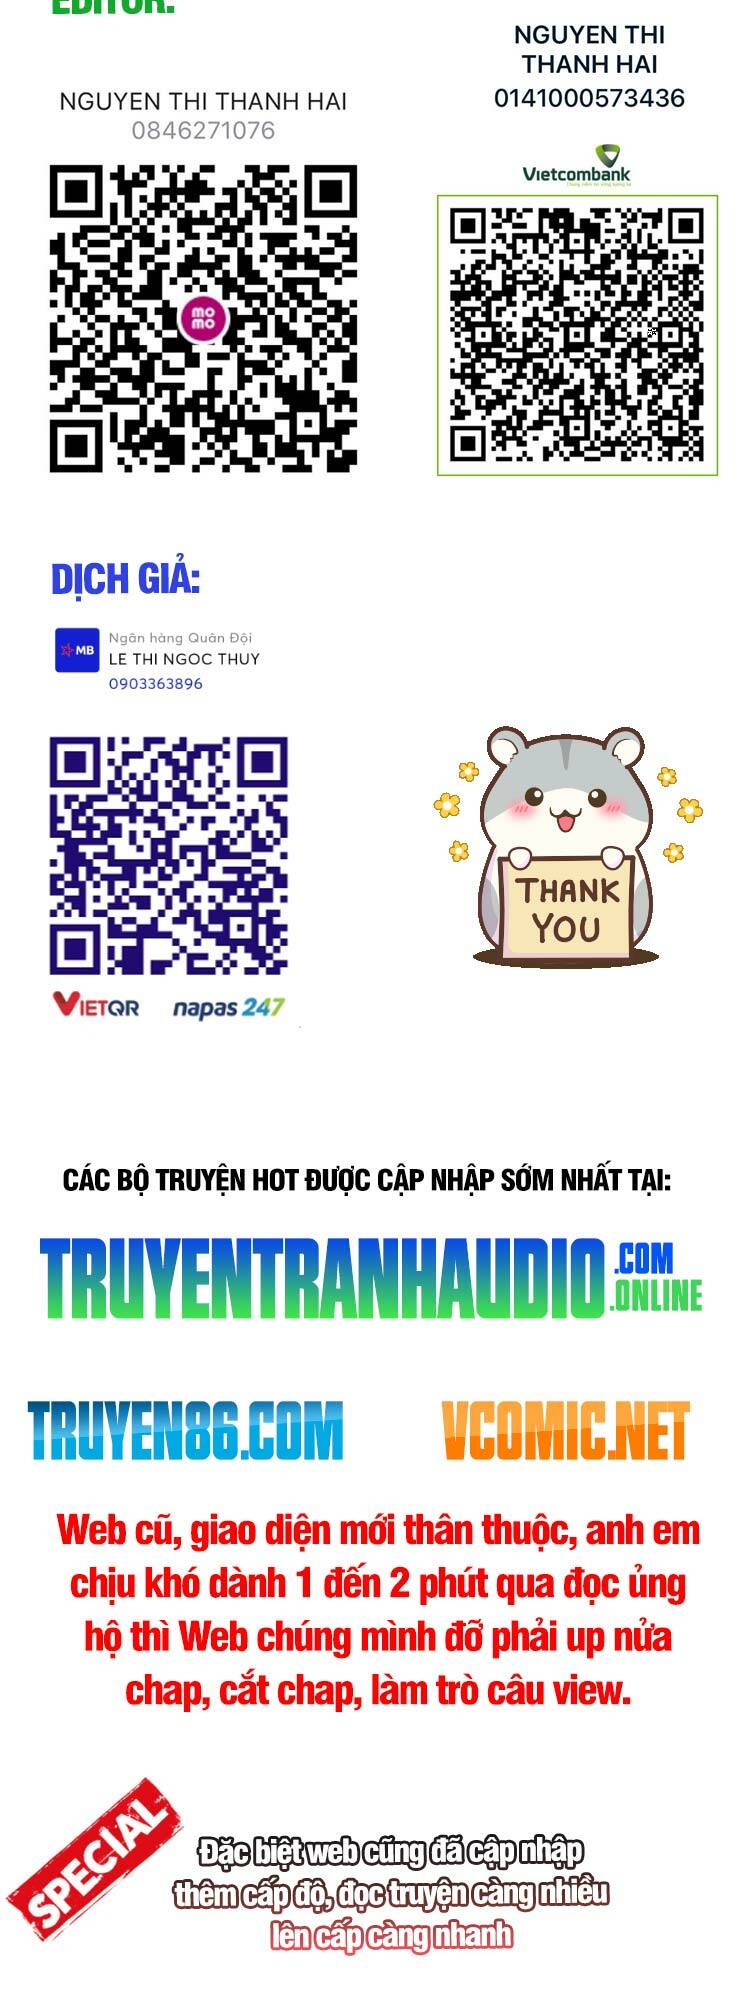 EDITOR:
NGUYEN THI THANH HAI
0846271076
mo
mo
NGUYEN THI
THANH HAI
0141000573436
Vietcombank
DỊCH GIẢ:
MB
Ngân hàng Quân Đội
LE THI NGOC THUY
0903363896
VIETQR
napas 247
THANK
YOU
CÁC BỘ TRUYỆN HOT ĐƯỢC CẬP NHẬP SỚM NHẤT TẠI:
TRUYENTRANHAUDIO.COM
.ONLINE
TRUYEN86.COM
VCOMIC.NET
Web cũ, giao diện mới thân thuộc, anh em
chịu khó dành 1 đến 2 phút qua đọc ủng
hộ thì Web chúng mình đỡ phải up nửa
chap, cắt chap, làm trò câu view.
SPECIAL
Đặc biệt web cũng đã cập nhập
thêm cấp độ, đọc truyện càng nhiều
lên cấp càng nhanh